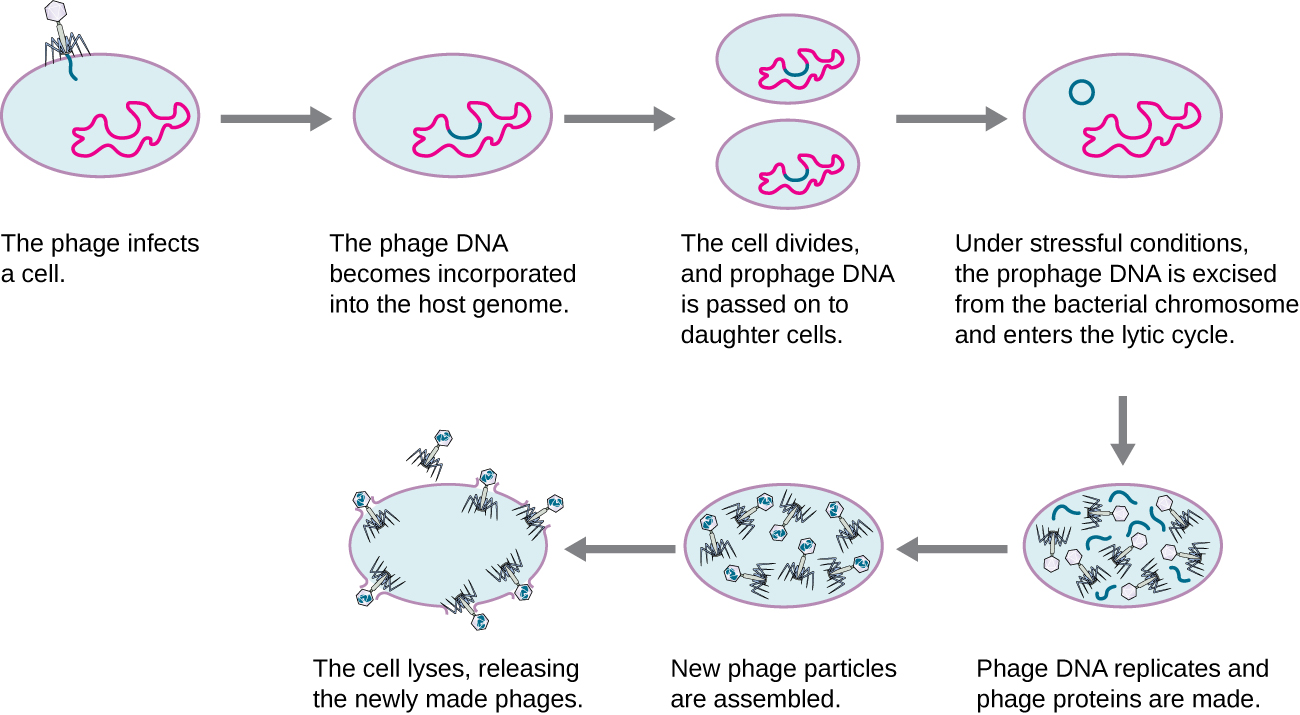 The phage infects
a cell.
The phage DNA
becomes incorporated
into the host genome.
The cell divides,
and prophage DNA
is passed on to
daughter cells.
Under stressful conditions,
the prophage DNA is excised
from the bacterial chromosome
and enters the lytic cycle.
Phage DNA replicates and
phage proteins are made.
New phage particles
are assembled.
The cell lyses, releasing
the newly made phages.